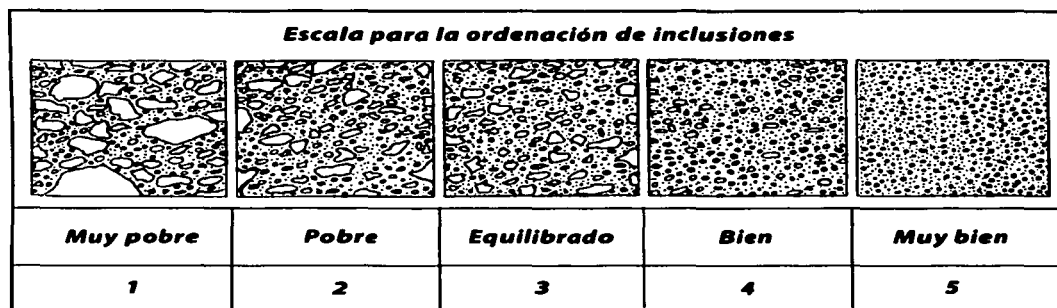 Escala para la ordenación de inclusiones
Muy pobre Pobre Equilibrado Bien Muy bien
1 2 3 4 5